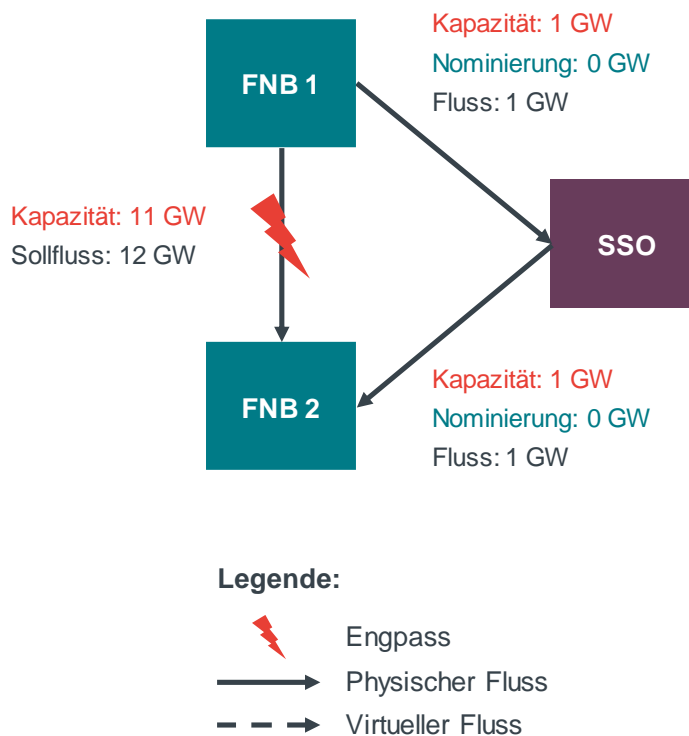 Kapazität: 1 GW
Nominierung: 0 GW
Fluss: 1 GW
FNB 1
Kapazität: 11 GW
Sollfluss: 12 GW
SSO
FNB 2
Kapazität: 1 GW
Nominierung: 0 GW
Fluss: 1 GW
Legende:
Engpass
Physischer Fluss
Virtueller Fluss